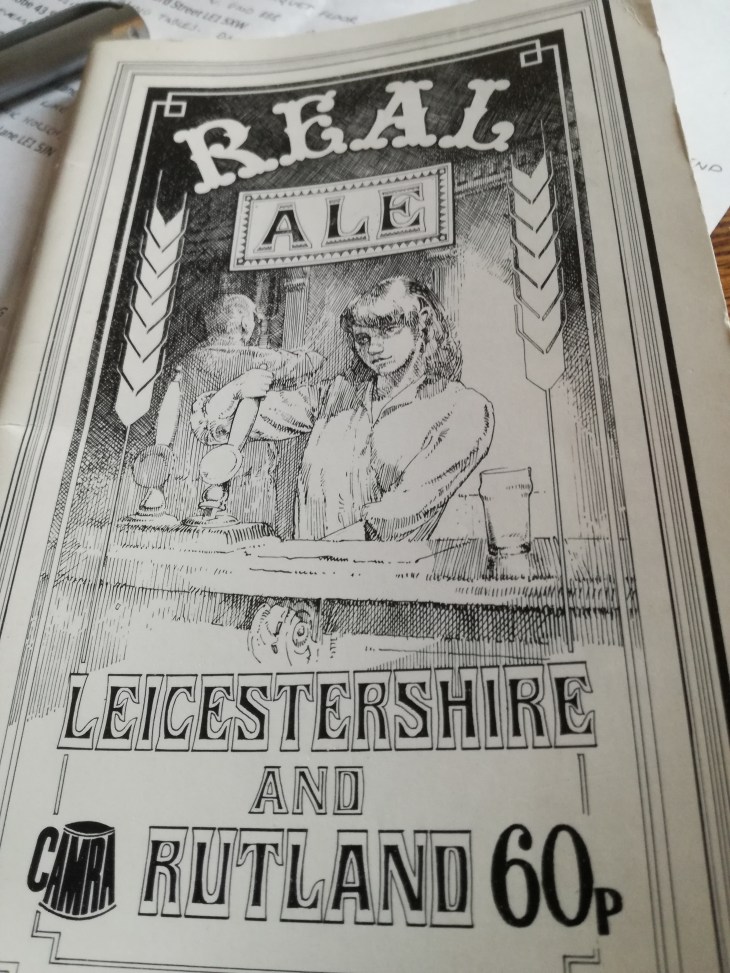 REAL
ALE
LEICESTERSHIRE
AND
CAMRA RUTLAND 60p